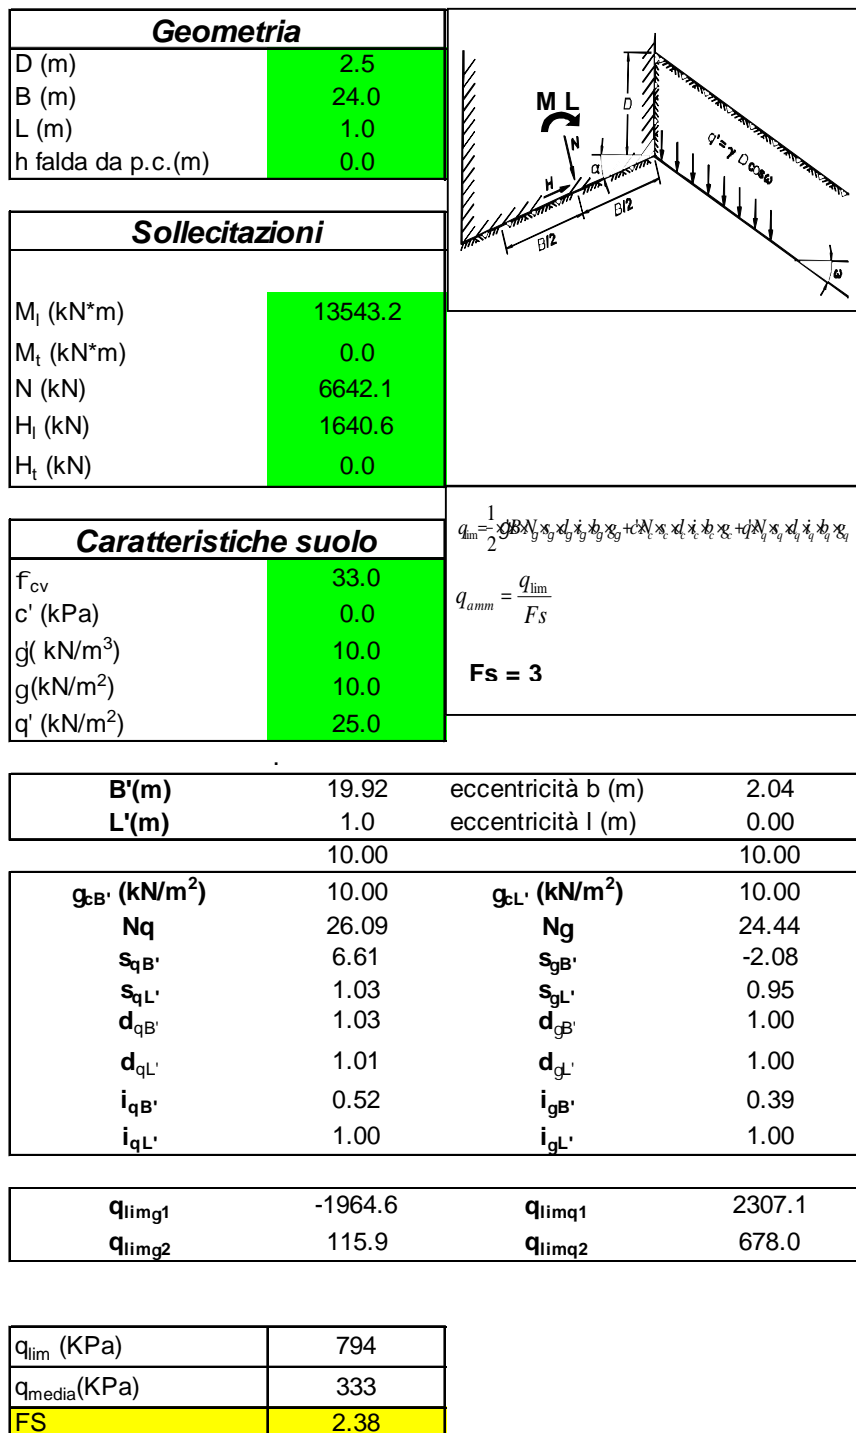 Geometria
D (m) 2.5
B (m) 24.0
L (m) 1.0
h falda da p.c.(m) 0.0
M L
D
N
H
α
B/2
B/2
q'=γ D cosω
ω
Sollecitazioni
M_l (kN*m) 13543.2
M_t (kN*m) 0.0
N (kN) 6642.1
H_l (kN) 1640.6
H_t (kN) 0.0
Caratteristiche suolo
f_cv 33.0
c' (kPa) 0.0
g'( kN/m³) 10.0
g(kN/m²) 10.0
q' (kN/m²) 25.0
q_amm = q_lim / Fs
Fs = 3
.
B'(m) 19.92 eccentricità b (m) 2.04
L'(m) 1.0 eccentricità l (m) 0.00
10.00 10.00
g_cB' (kN/m²) 10.00 g_cL' (kN/m²) 10.00
Nq 26.09 Ng 24.44
s_qB' 6.61 s_gB' -2.08
s_qL' 1.03 s_gL' 0.95
d_qB' 1.03 d_gB' 1.00
d_qL' 1.01 d_gL' 1.00
i_qB' 0.52 i_gB' 0.39
i_qL' 1.00 i_gL' 1.00
q_limg1 -1964.6 q_limq1 2307.1
q_limg2 115.9 q_limq2 678.0
q_lim (KPa) 794
q_media(KPa) 333
FS 2.38